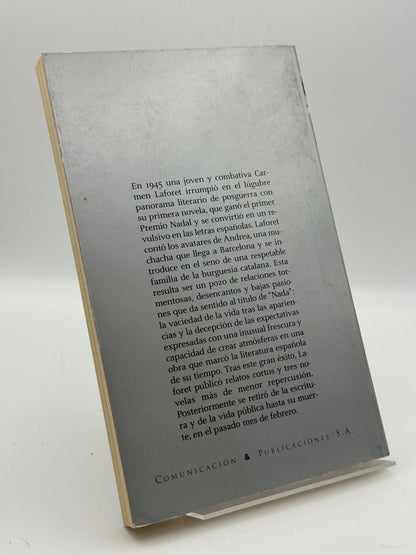 En 1945 una joven y combativa Car-
men Laforet irrumpió en el lúgubre
panorama literario de posguerra con
su primera novela, que ganó el primer
Premio Nadal y se convirtió en un re-
vulsivo en las letras españolas. Laforet
contó los avatares de Andrea, una mu-
chacha que llega a Barcelona y se in-
troduce en el seno de una respetable
familia de la burguesía catalana. Esta
resulta ser un pozo de relaciones tor-
mentosas, desencantos y bajas pasio-
nes que da sentido al título de "Nada":
la vaciedad de la vida tras las aparien-
cias y la decepción de las expectativas
expresadas con una inusual frescura y
capacidad de crear atmósferas en una
obra que marcó la literatura española
de su tiempo. Tras este gran éxito, La-
foret publicó relatos cortos y tres no-
velas más de menor repercusión.
Posteriormente se retiró de la escritu-
ra y de la vida pública hasta su muer-
te, en el pasado mes de febrero.
COMUNICACIÓN & PUBLICACIONES S.A.